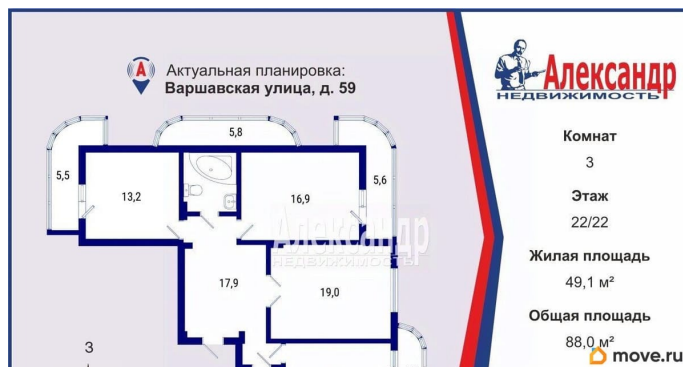 Актуальная планировка:
Варшавская улица, д. 59
Александр
НЕДВИЖИМОСТЬ
Комнат
3
Этаж
22/22
Жилая площадь
49,1 м²
Общая площадь
88,0 м²
5,8
5,5
13,2
16,9
5,6
Александр
НЕДВИЖИМОСТЬ
17,9
19,0
З
move.ru